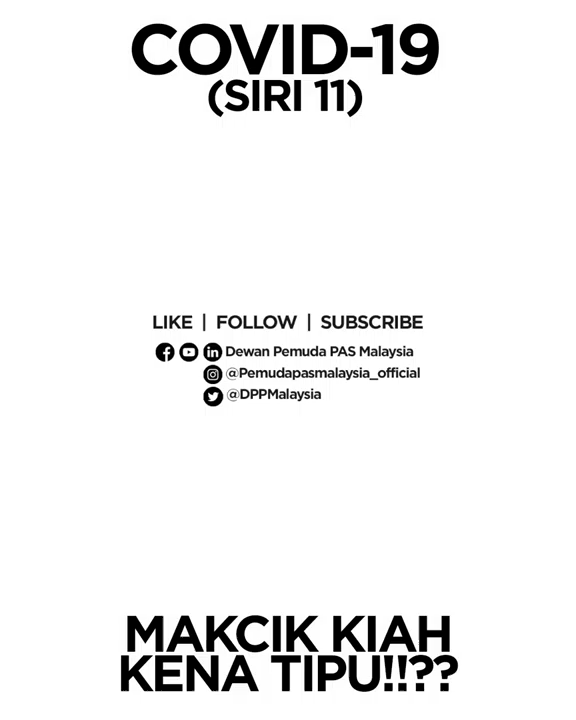 COVID-19
(SIRI 11)
LIKE | FOLLOW | SUBSCRIBE
Dewan Pemuda PAS Malaysia
@Pemudapasmalaysia_official
@DPPMalaysia
MAKCIK KIAH
KENA TIPU!!??